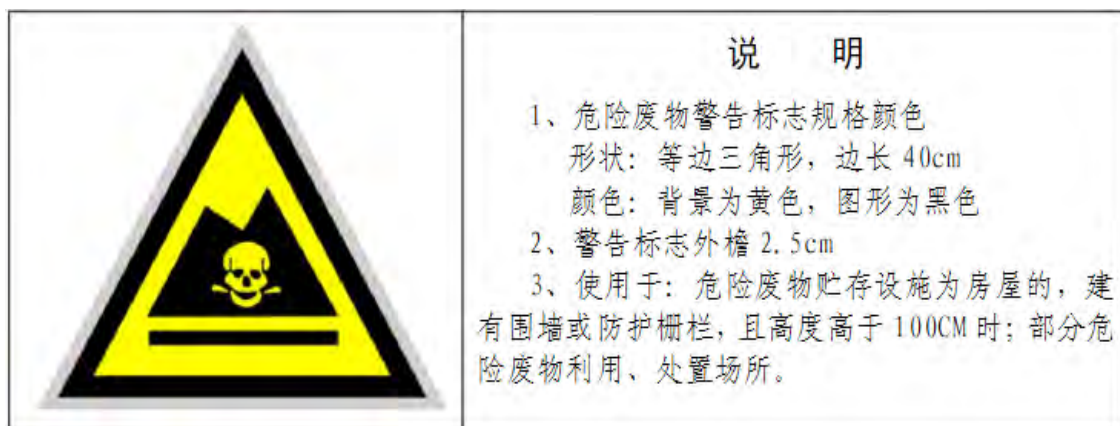 说 明
1、危险废物警告标志规格颜色
形状：等边三角形，边长 40cm
颜色：背景为黄色，图形为黑色
2、警告标志外檐 2.5cm
3、使用于：危险废物贮存设施为房屋的，建
有围墙或防护栅栏，且高度高于 100CM 时；部分危
险废物利用、处置场所。